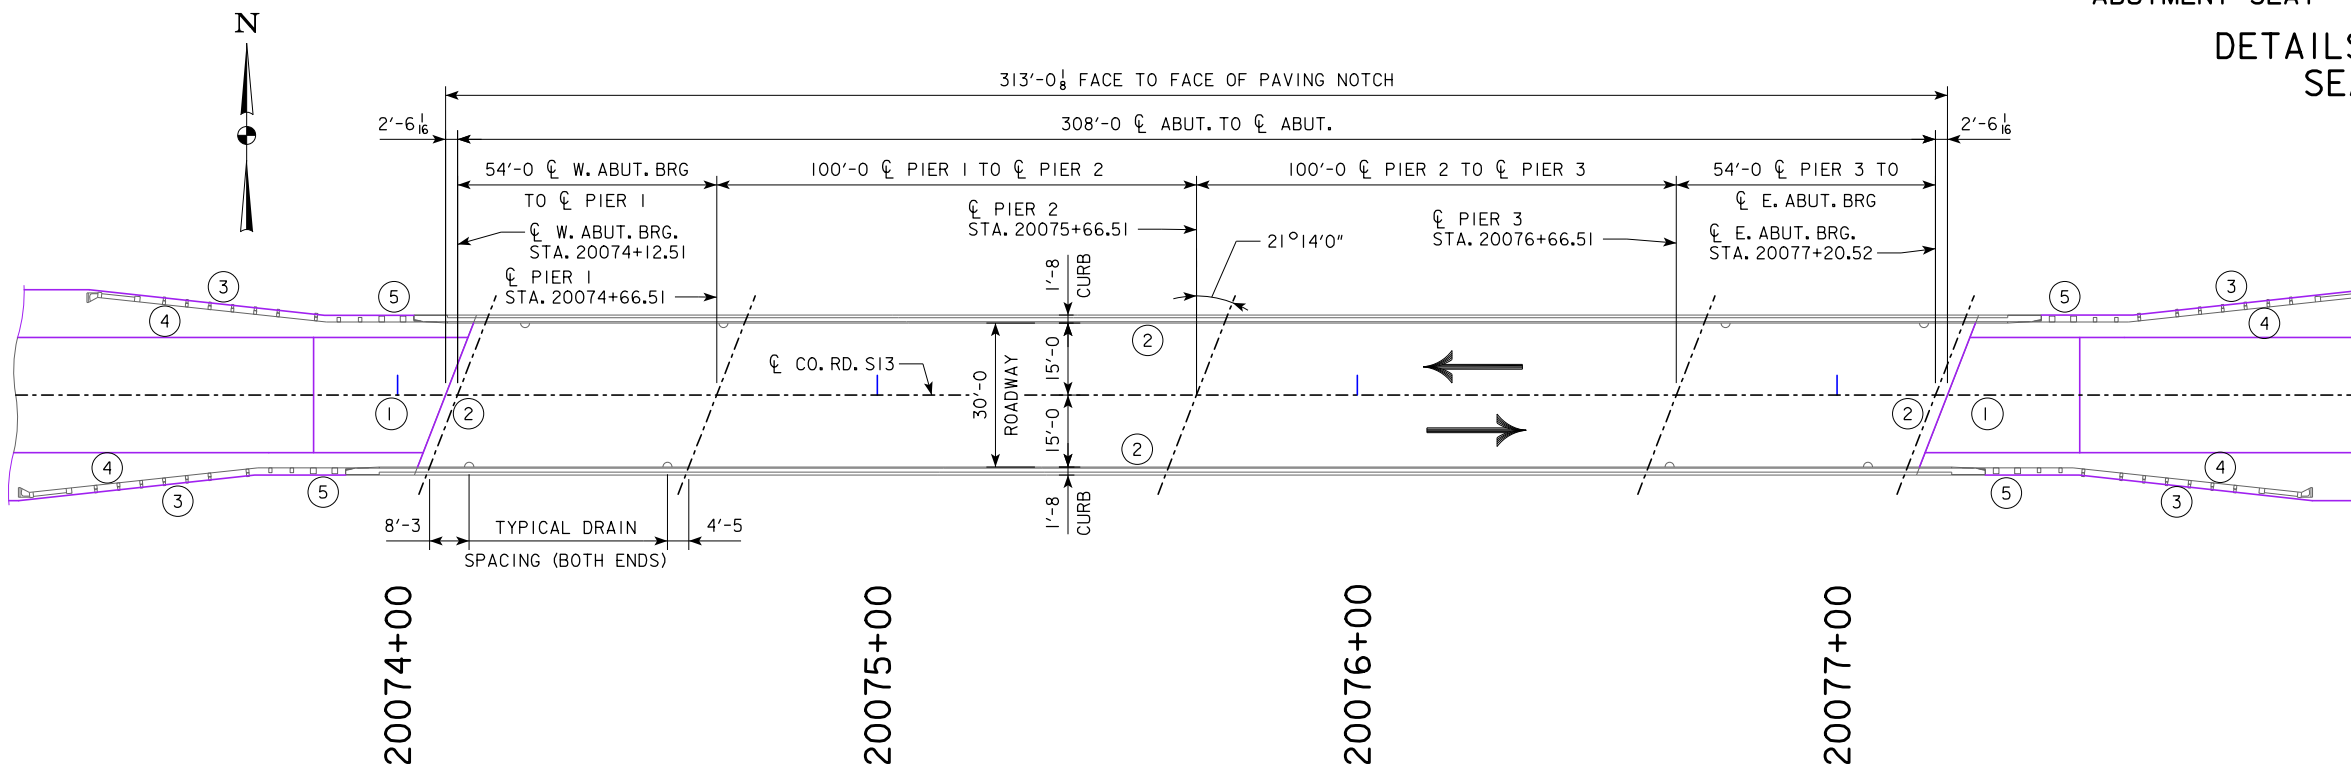 ABUTMENT SEAT
DETAILS
SEA
N
313'-0 1/8 FACE TO FACE OF PAVING NOTCH
2'-6 1/16
308'-0 ℄ ABUT. TO ℄ ABUT.
2'-6 1/16
54'-0 ℄ W. ABUT. BRG
TO ℄ PIER 1
100'-0 ℄ PIER 1 TO ℄ PIER 2
100'-0 ℄ PIER 2 TO ℄ PIER 3
54'-0 ℄ PIER 3 TO
℄ E. ABUT. BRG
℄ W. ABUT. BRG.
STA. 20074+12.51
℄ PIER 1
STA. 20074+66.51
℄ PIER 2
STA. 20075+66.51
21°14'0"
℄ PIER 3
STA. 20076+66.51
℄ E. ABUT. BRG.
STA. 20077+20.52
1'-8
CURB
3
5
4
2
5
3
4
℄ CO. RD. S13
30'-0
ROADWAY
15'-0
15'-0
1
2
2
1
4
3
5
2
5
4
3
1'-8
CURB
8'-3
TYPICAL DRAIN
SPACING (BOTH ENDS)
4'-5
20074+00
20075+00
20076+00
20077+00